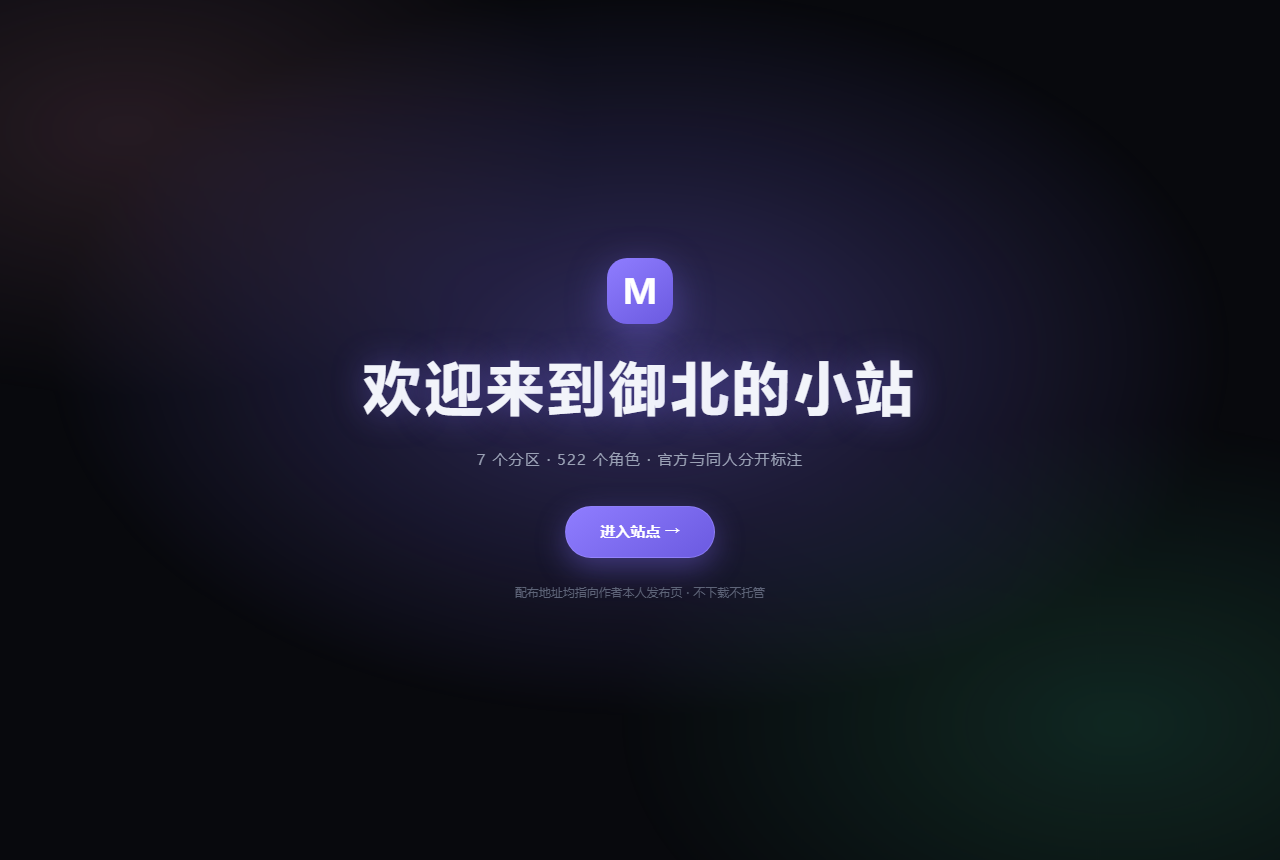 M
欢迎来到御北的小站
7 个分区 · 522 个角色 · 官方与同人分开标注
进入站点 →
配布地址均指向作者本人发布页 · 不下载不托管